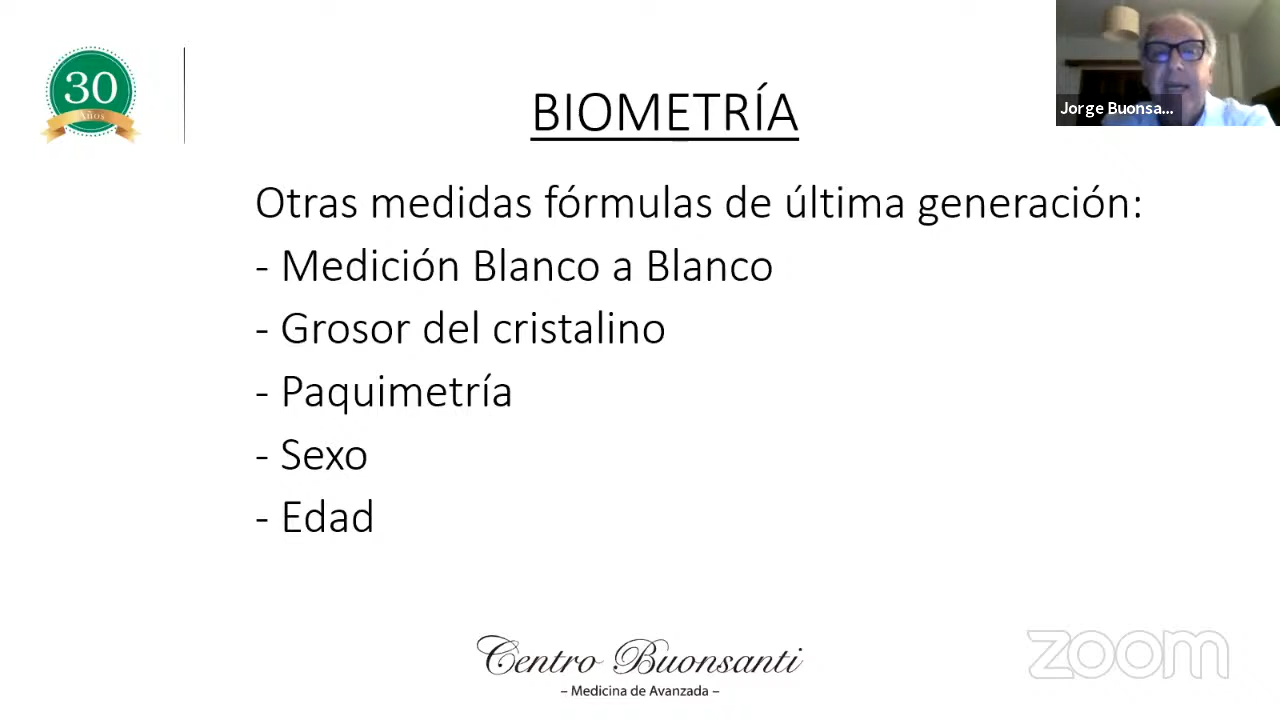 30
Años
BIOMETRÍA
Jorge Buonsa...
Otras medidas fórmulas de última generación:
- Medición Blanco a Blanco
- Grosor del cristalino
- Paquimetría
- Sexo
- Edad
Centro Buonsanti
– Medicina de Avanzada –
zoom